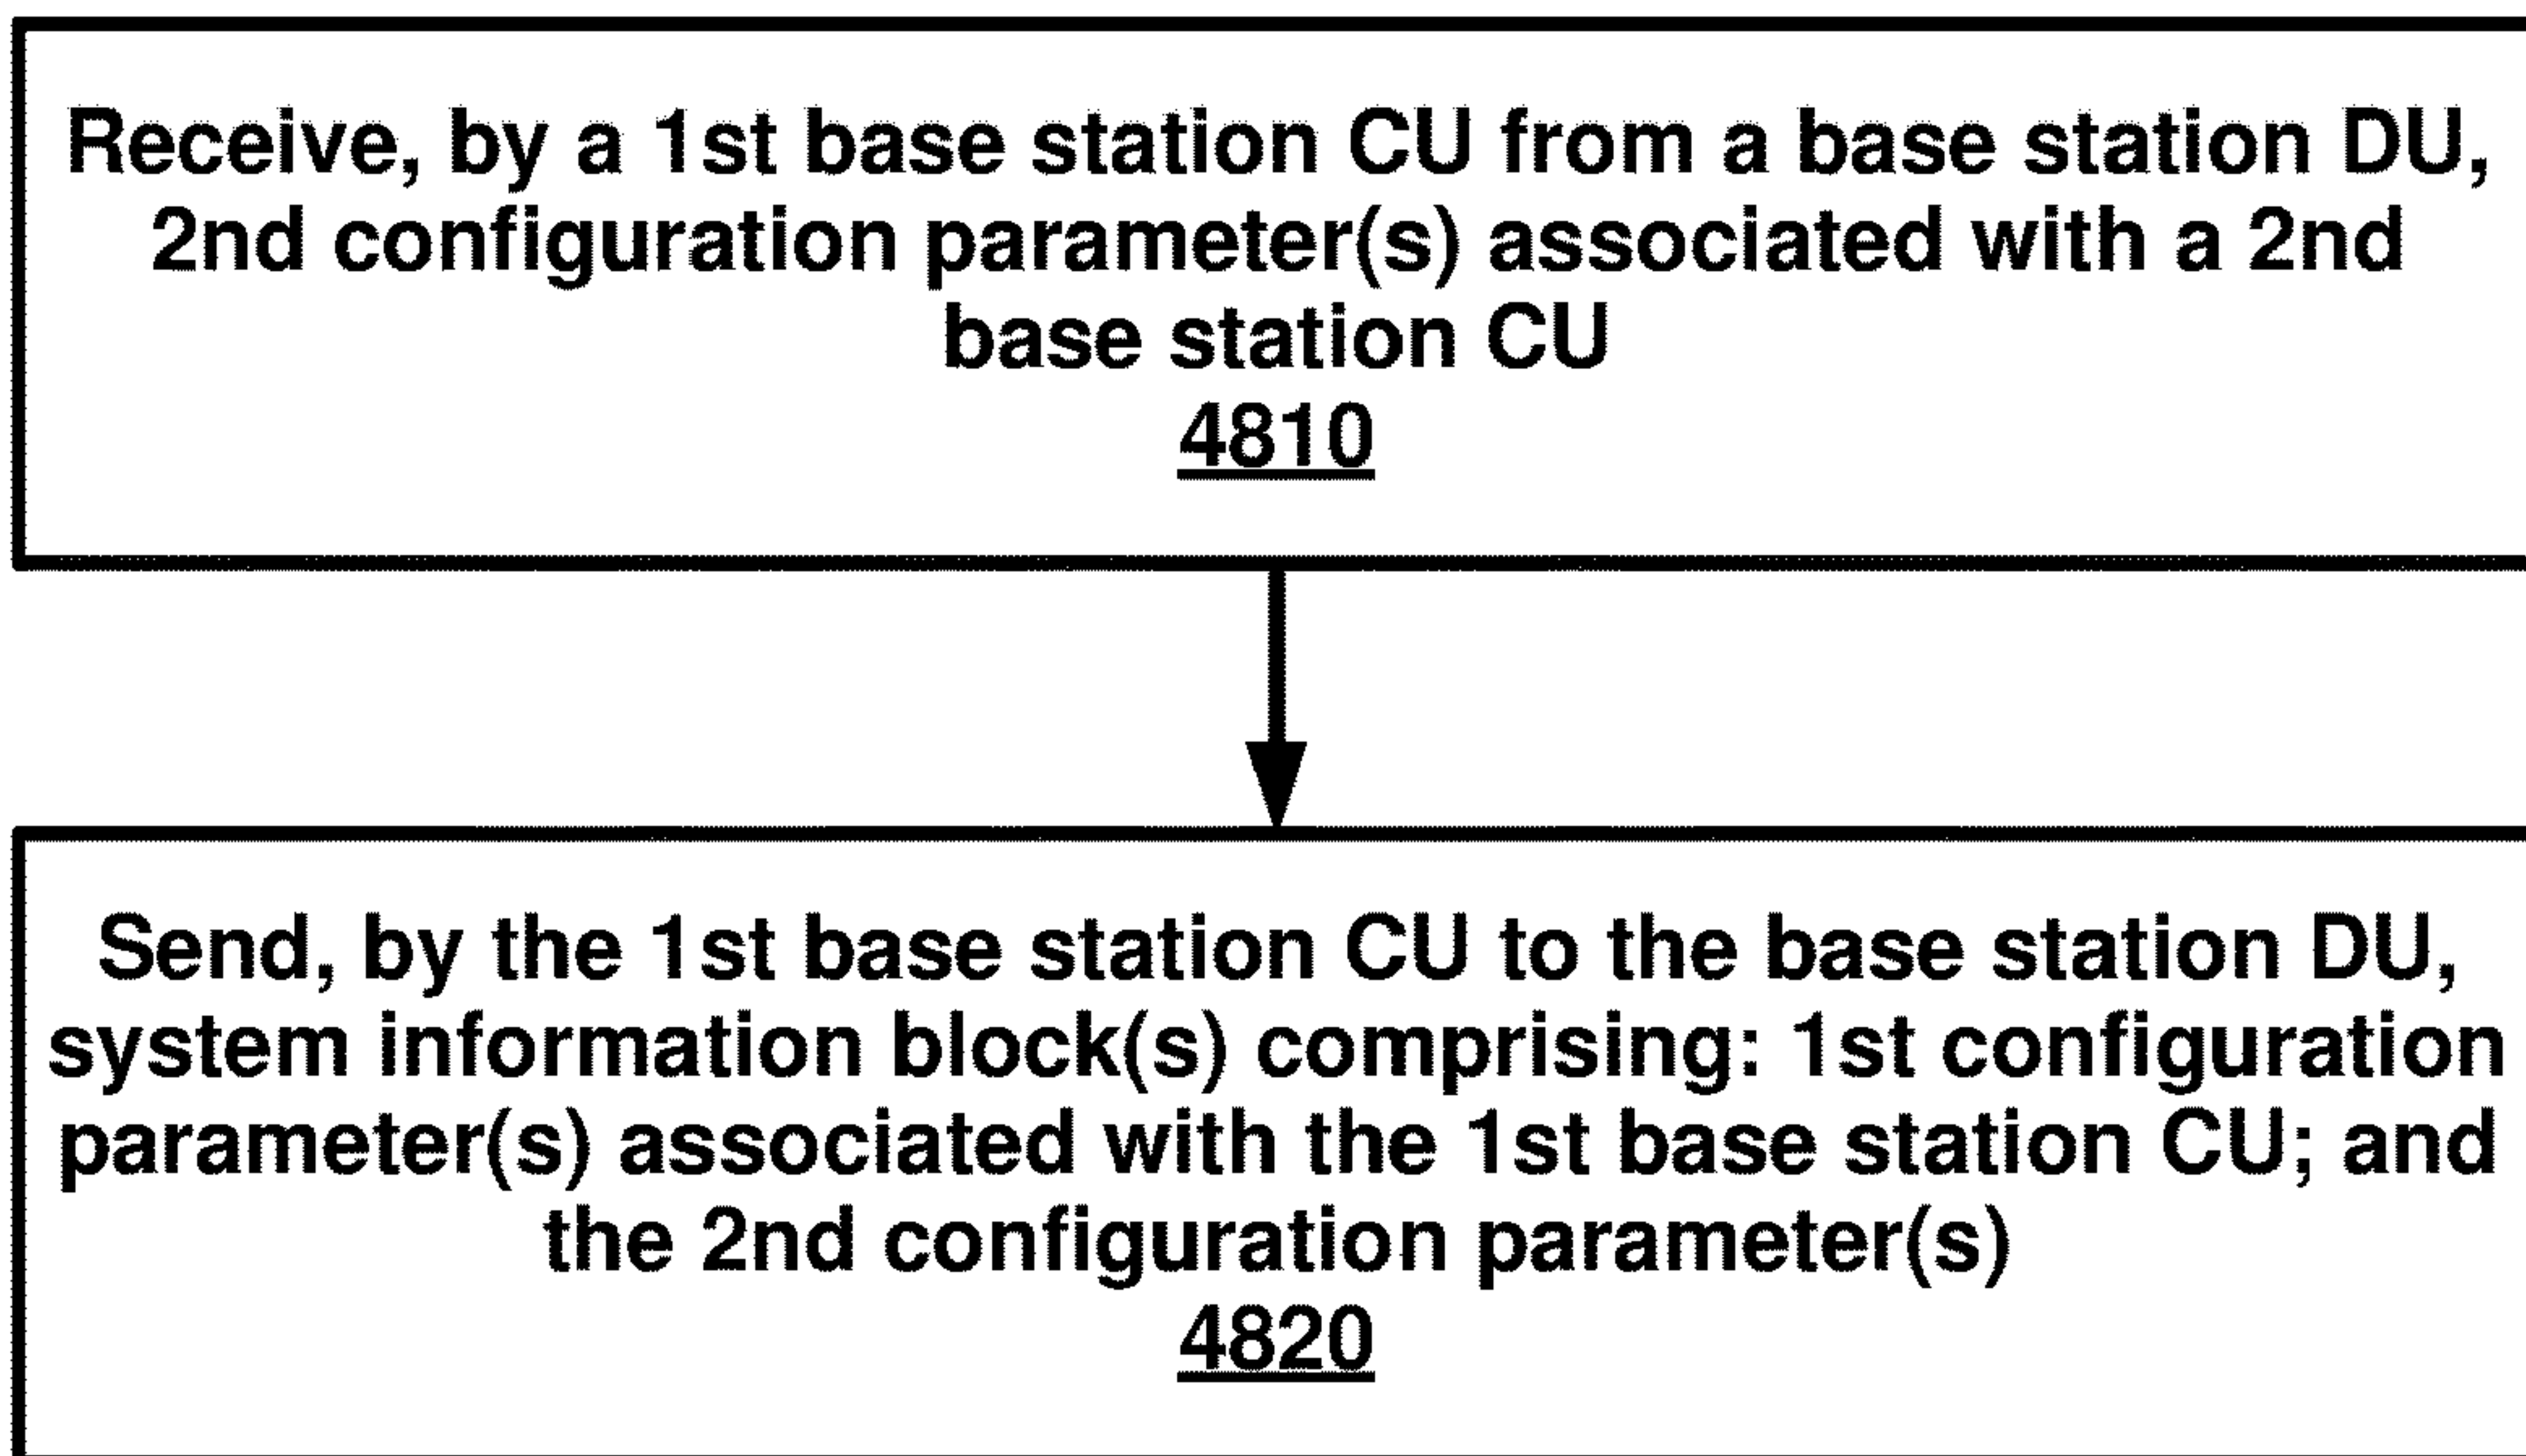 Receive, by a 1st base station CU from a base station DU,
2nd configuration parameter(s) associated with a 2nd
base station CU
4810
Send, by the 1st base station CU to the base station DU,
system information block(s) comprising: 1st configuration
parameter(s) associated with the 1st base station CU; and
the 2nd configuration parameter(s)
4820